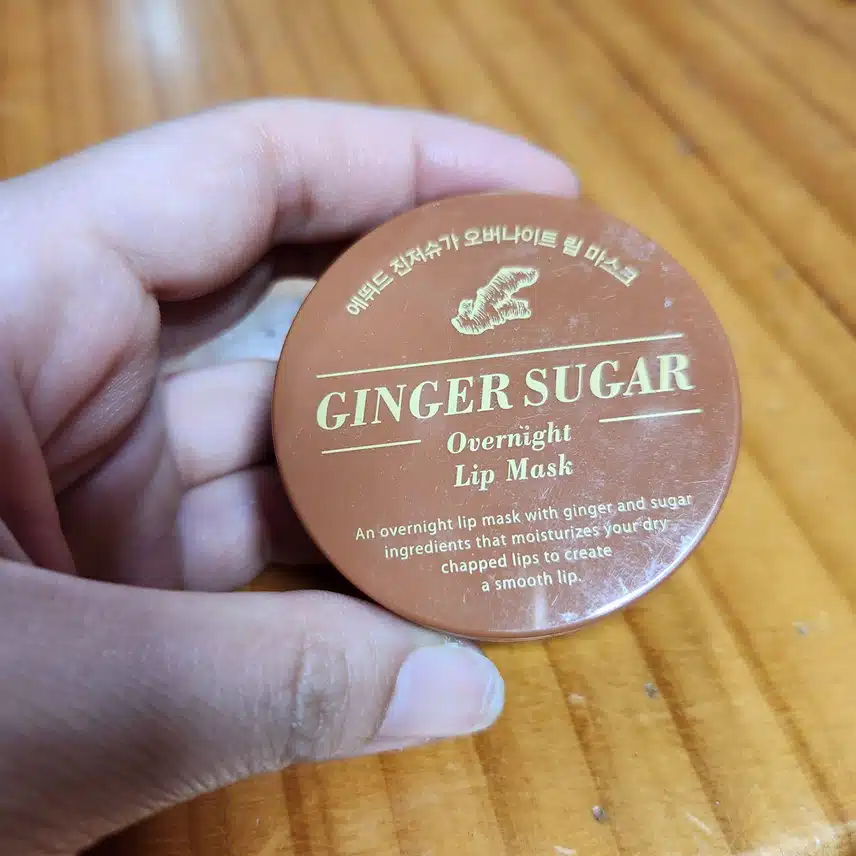 에뛰드 진저슈가 오버나이트 립 마스크
GINGER SUGAR
Overnight
Lip Mask
An overnight lip mask with ginger and sugar
ingredients that moisturizes your dry
chapped lips to create
a smooth lip.